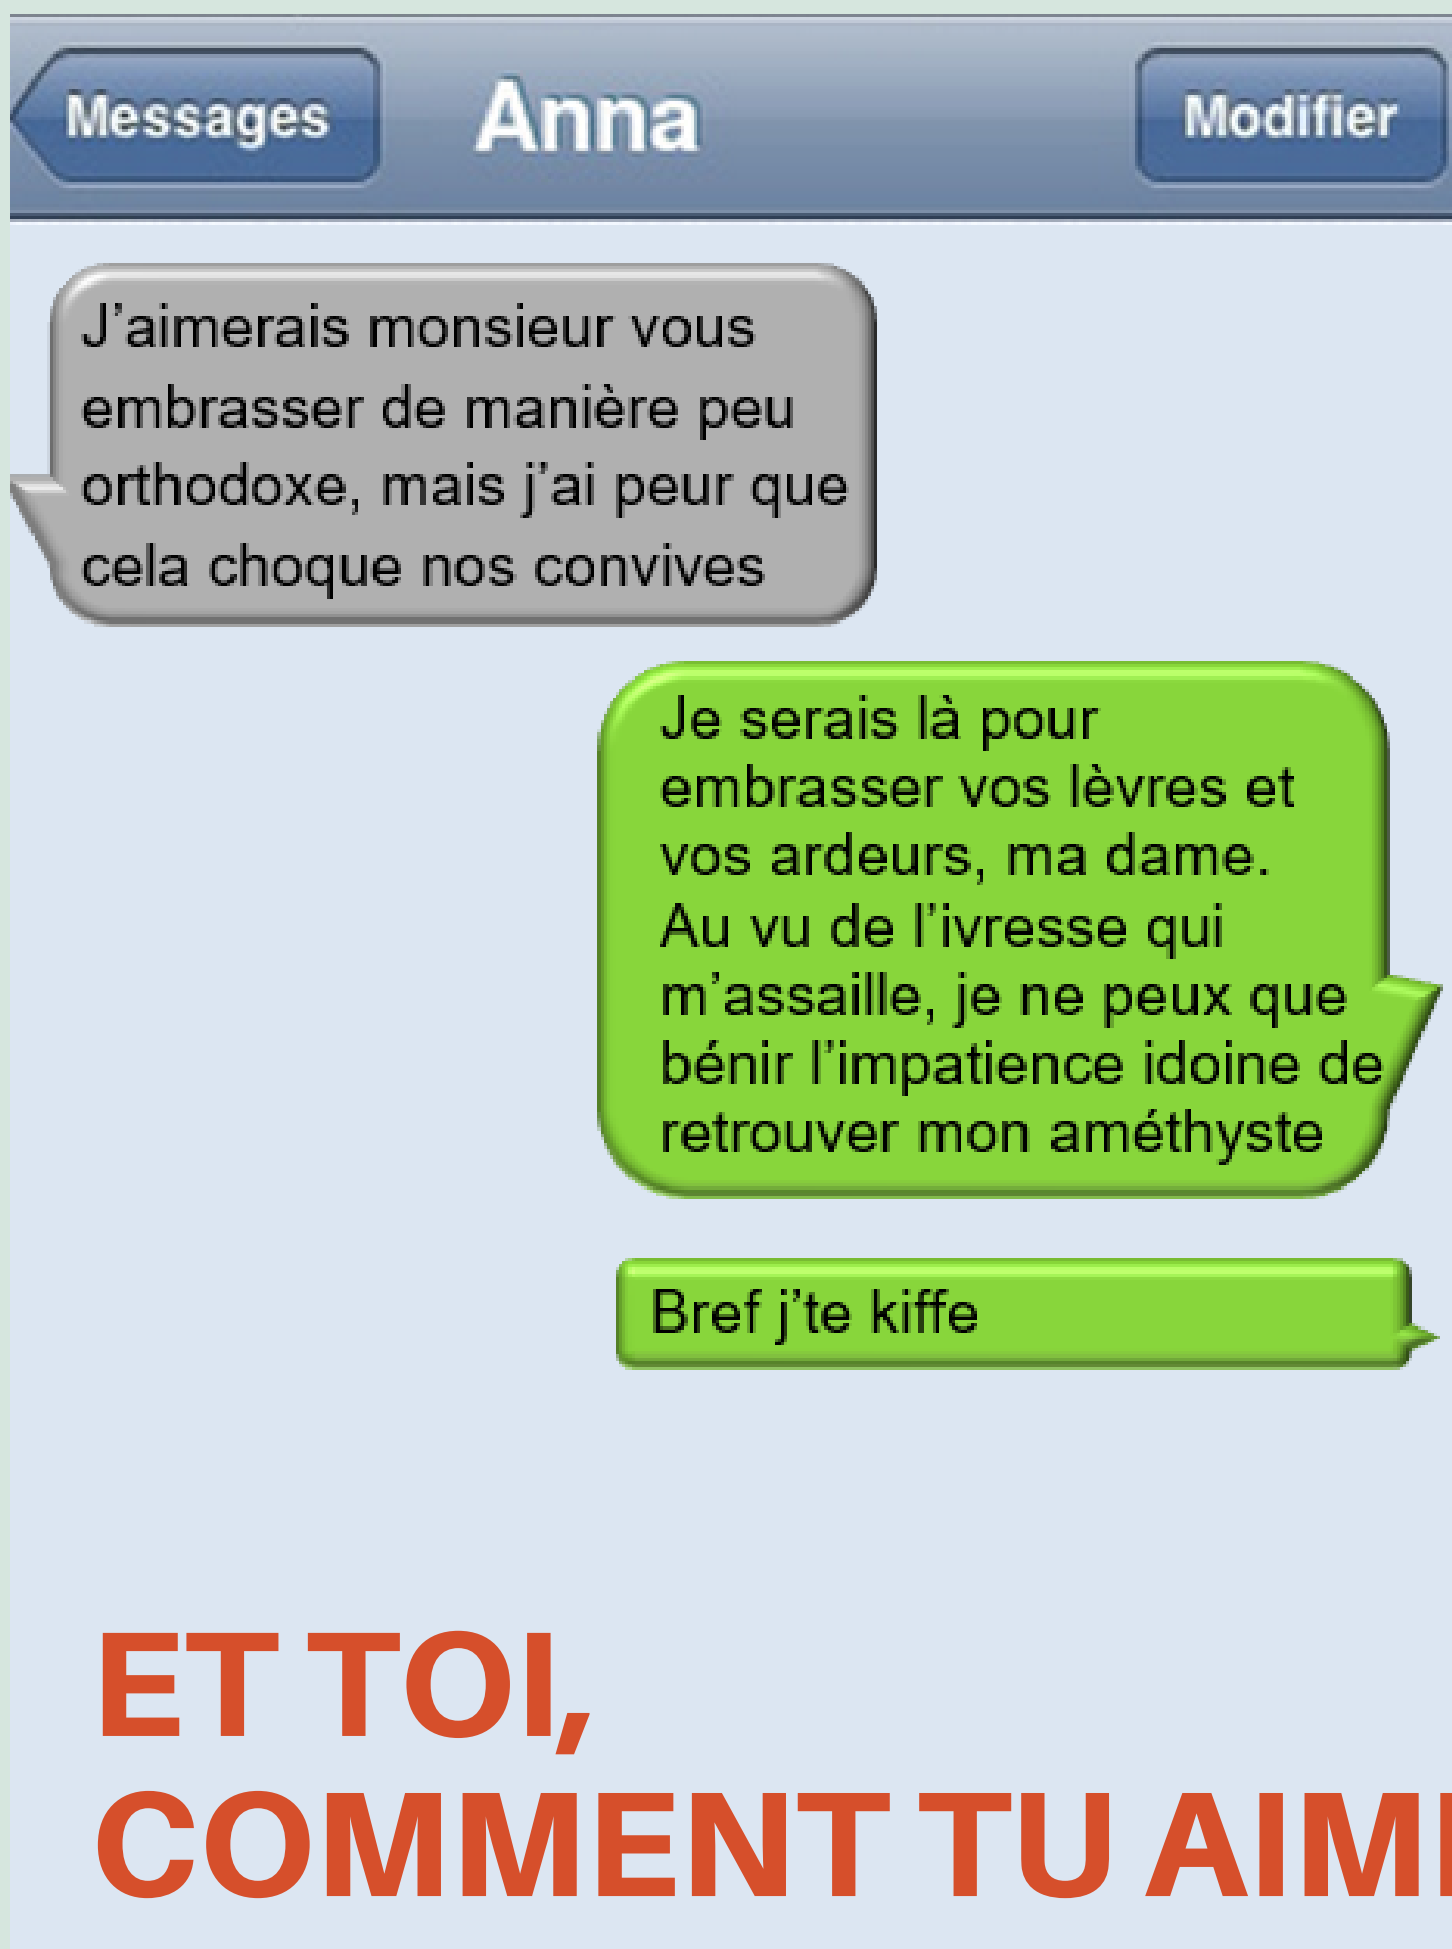 Messages Anna Modifier
J’aimerais monsieur vous
embrasser de manière peu
orthodoxe, mais j’ai peur que
cela choque nos convives
Je serais là pour
embrasser vos lèvres et
vos ardeurs, ma dame.
Au vu de l’ivresse qui
m’assaille, je ne peux que
bénir l’impatience idoine de
retrouver mon améthyste
Bref j’te kiffe
ET TOI,
COMMENT TU